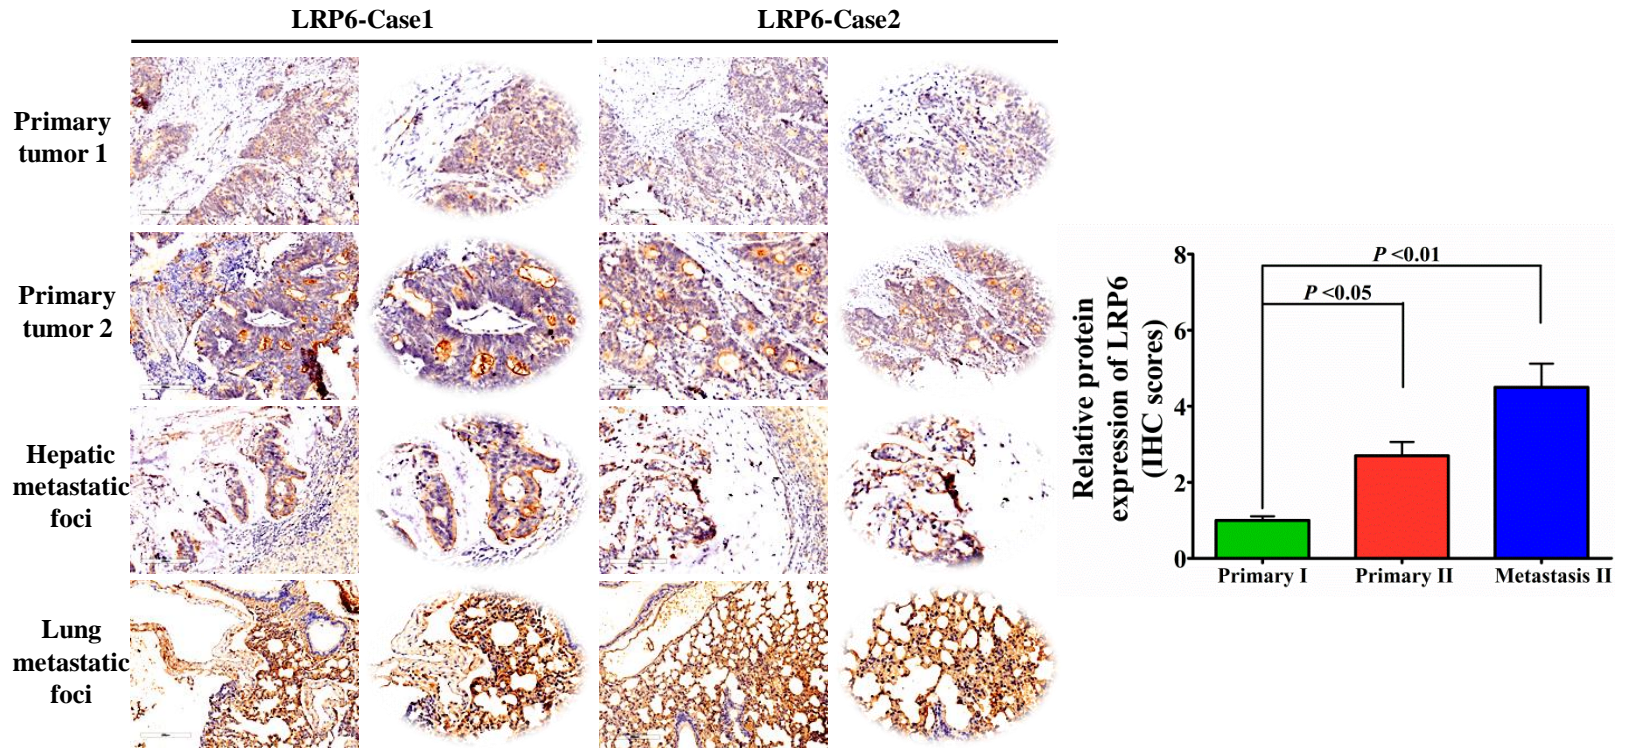 LRP6-Case1
LRP6-Case2
Primary
tumor 1
Primary
tumor 2
Hepatic
metastatic
foci
Lung
metastatic
foci
Relative protein
expression of LRP6
(IHC scores)
8
6
4
2
0
P <0.01
P <0.05
Primary I
Primary II
Metastasis II